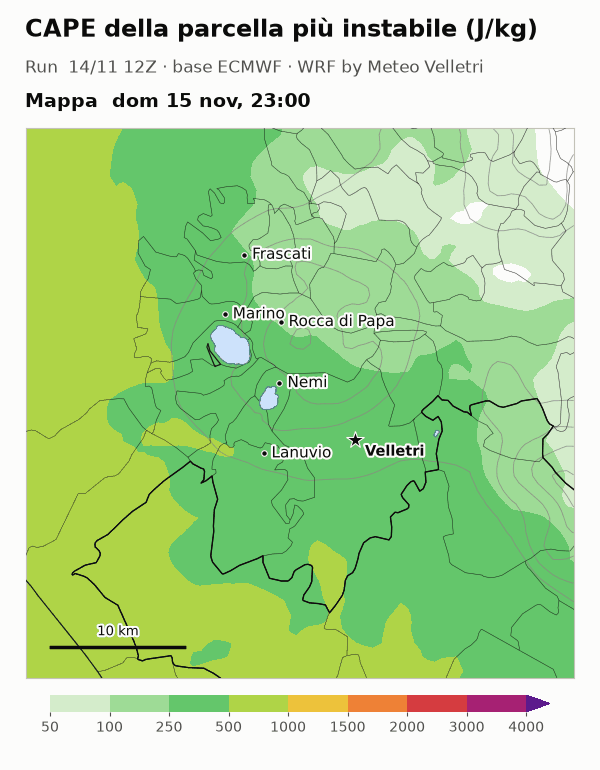 CAPE della parcella più instabile (J/kg)
Run  14/11 12Z · base ECMWF · WRF by Meteo Velletri
Mappa  dom 15 nov, 23:00
Frascati
Marino
Rocca di Papa
Nemi
Velletri
Lanuvio
10 km
50 100 250 500 1000 1500 2000 3000 4000